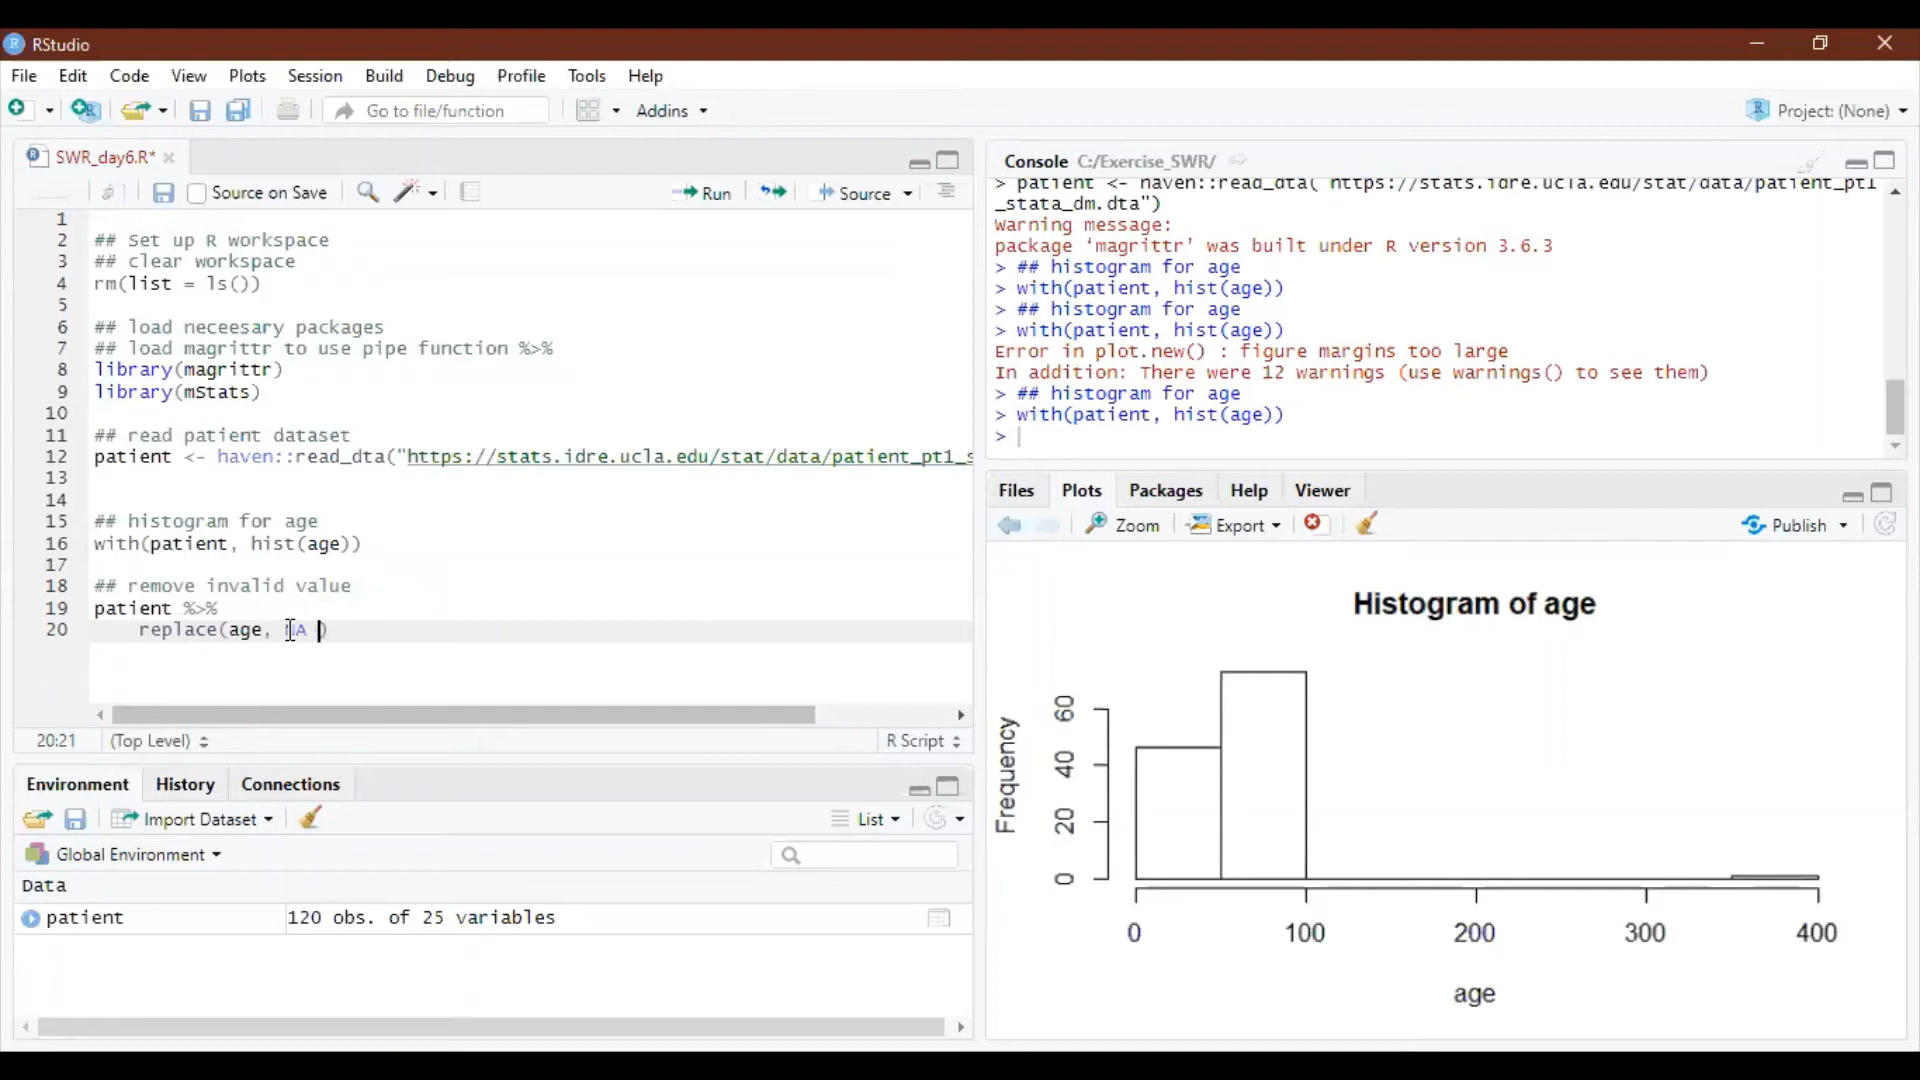 RStudio
File Edit Code View Plots Session Build Debug Profile Tools Help
Go to file/function Addins Project: (None)
SWR_day6.R*
Source on Save Run Source
1
2 ## Set up R workspace
3 ## clear workspace
4 rm(list = ls())
5
6 ## load neceesary packages
7 ## load magrittr to use pipe function %>%
8 library(magrittr)
9 library(mStats)
10
11 ## read patient dataset
12 patient <- haven::read_dta("https://stats.idre.ucla.edu/stat/data/patient_pt1_s
13
14
15 ## histogram for age
16 with(patient, hist(age))
17
18 ## remove invalid value
19 patient %>%
20 replace(age, NA )
20:21 (Top Level) R Script
Environment History Connections
Import Dataset List
Global Environment
Data
patient 120 obs. of 25 variables
Console C:/Exercise_SWR/
> patient <- haven::read_dta("https://stats.idre.ucla.edu/stat/data/patient_pt1
_stata_dm.dta")
Warning message:
package ‘magrittr’ was built under R version 3.6.3
> ## histogram for age
> with(patient, hist(age))
> ## histogram for age
> with(patient, hist(age))
Error in plot.new() : figure margins too large
In addition: There were 12 warnings (use warnings() to see them)
> ## histogram for age
> with(patient, hist(age))
>
Files Plots Packages Help Viewer
Zoom Export Publish
Histogram of age
Frequency
60
40
20
0
0 100 200 300 400
age